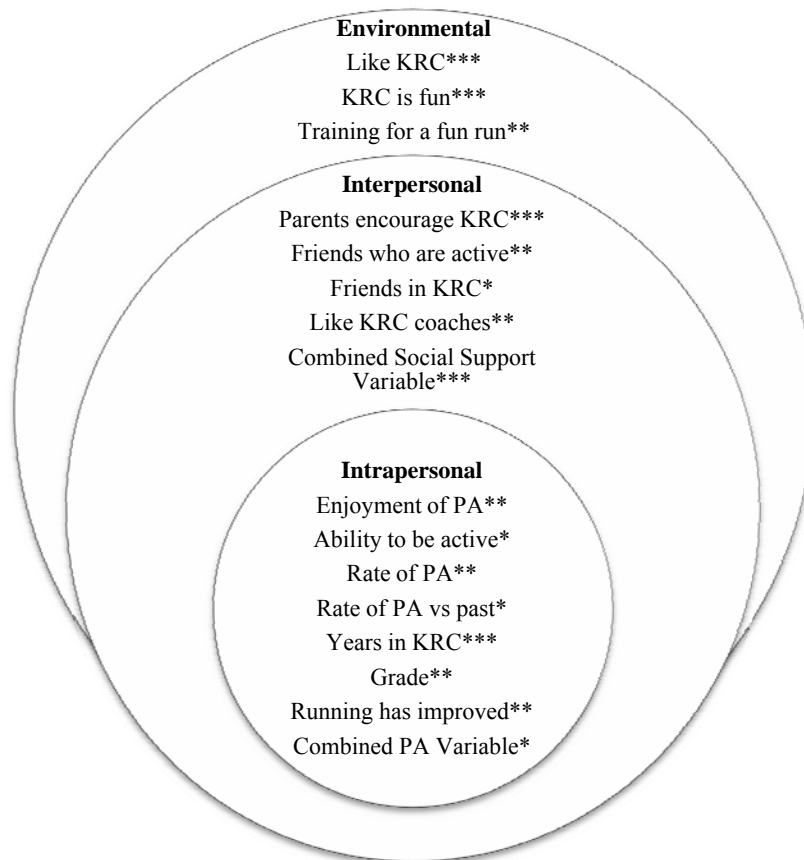 Environmental
Like KRC***
KRC is fun***
Training for a fun run**
Interpersonal
Parents encourage KRC***
Friends who are active**
Friends in KRC*
Like KRC coaches**
Combined Social Support
Variable***
Intrapersonal
Enjoyment of PA**
Ability to be active*
Rate of PA**
Rate of PA vs past*
Years in KRC***
Grade**
Running has improved**
Combined PA Variable*